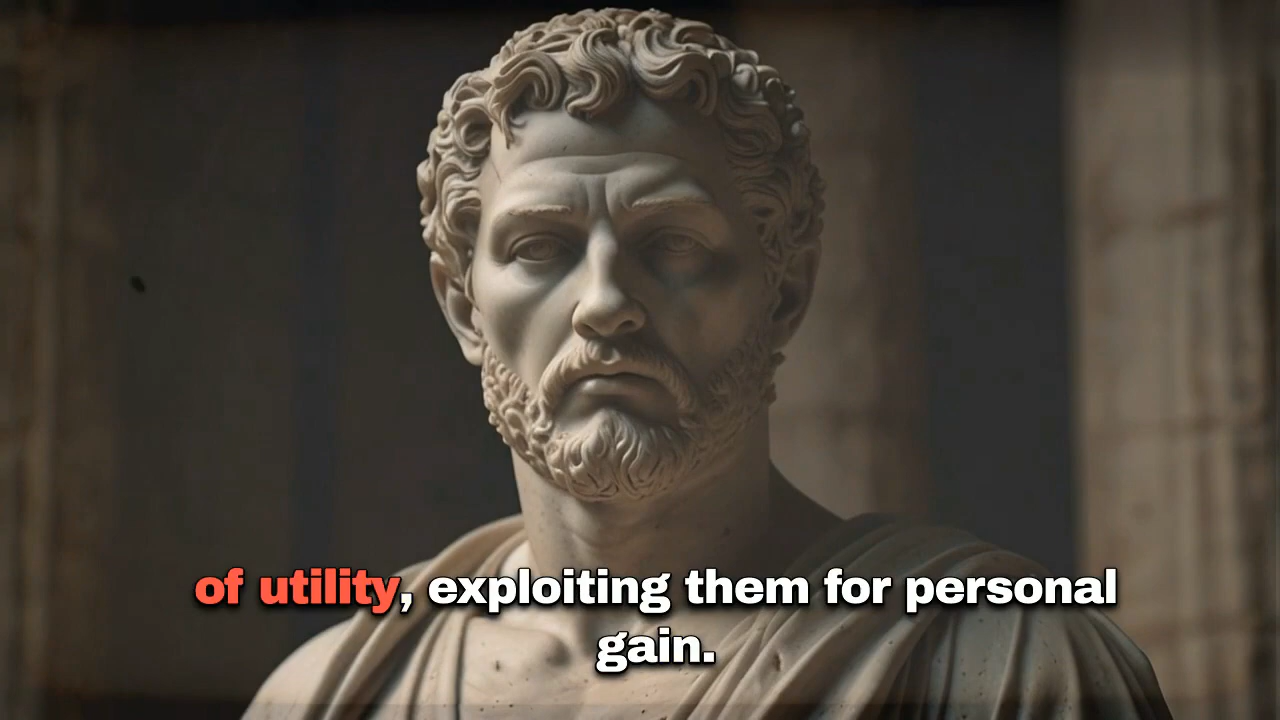 of utility, exploiting them for personal
gain.